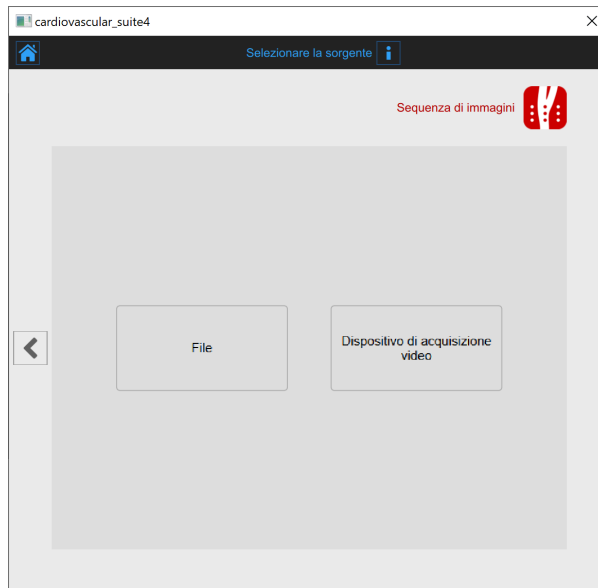 cardiovascular_suite4
Selezionare la sorgente
Sequenza di immagini
File
Dispositivo di acquisizione
video